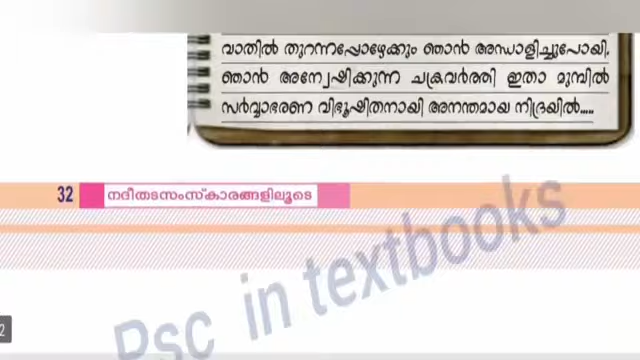 വാതിൽ തുറന്നപ്പോഴേക്കും ഞാൻ അന്ധാളിച്ചുപോയി.
ഞാൻ അന്വേഷിക്കുന്ന ചക്രവർത്തി ഇതാ മുമ്പിൽ
സർവ്വാഭരണ വിഭൂഷിതനായി അനന്തമായ നിദ്രയിൽ.....
32 നദീതടസംസ്കാരങ്ങളിലൂടെ
Psc in textbooks
2